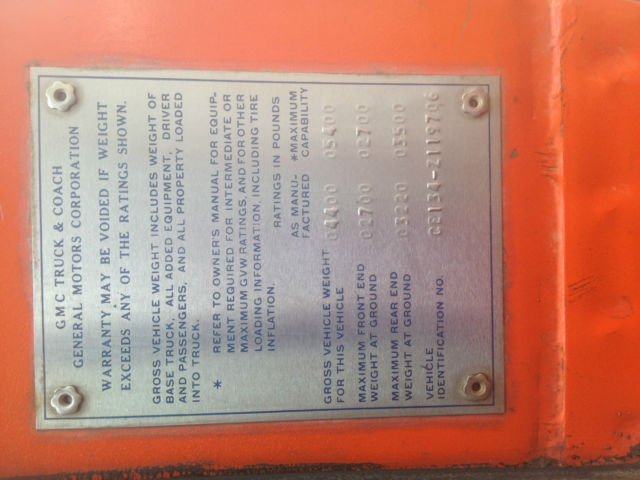 GMC TRUCK & COACH
GENERAL MOTORS CORPORATION
WARRANTY MAY BE VOIDED IF WEIGHT
EXCEEDS ANY OF THE RATINGS SHOWN.
GROSS VEHICLE WEIGHT INCLUDES WEIGHT OF
BASE TRUCK, ALL ADDED EQUIPMENT, DRIVER
AND PASSENGERS, AND ALL PROPERTY LOADED
INTO TRUCK.
* REFER TO OWNER'S MANUAL FOR EQUIP-
MENT REQUIRED FOR INTERMEDIATE OR
MAXIMUM GVW RATINGS, AND FOR OTHER
LOADING INFORMATION, INCLUDING TIRE
INFLATION.
RATINGS IN POUNDS
AS MANU- *MAXIMUM
FACTURED CAPABILITY
GROSS VEHICLE WEIGHT
FOR THIS VEHICLE 04400 05400
MAXIMUM FRONT END
WEIGHT AT GROUND 02700 02700
MAXIMUM REAR END
WEIGHT AT GROUND 03220 03500
VEHICLE
IDENTIFICATION NO. CE134-Z119796